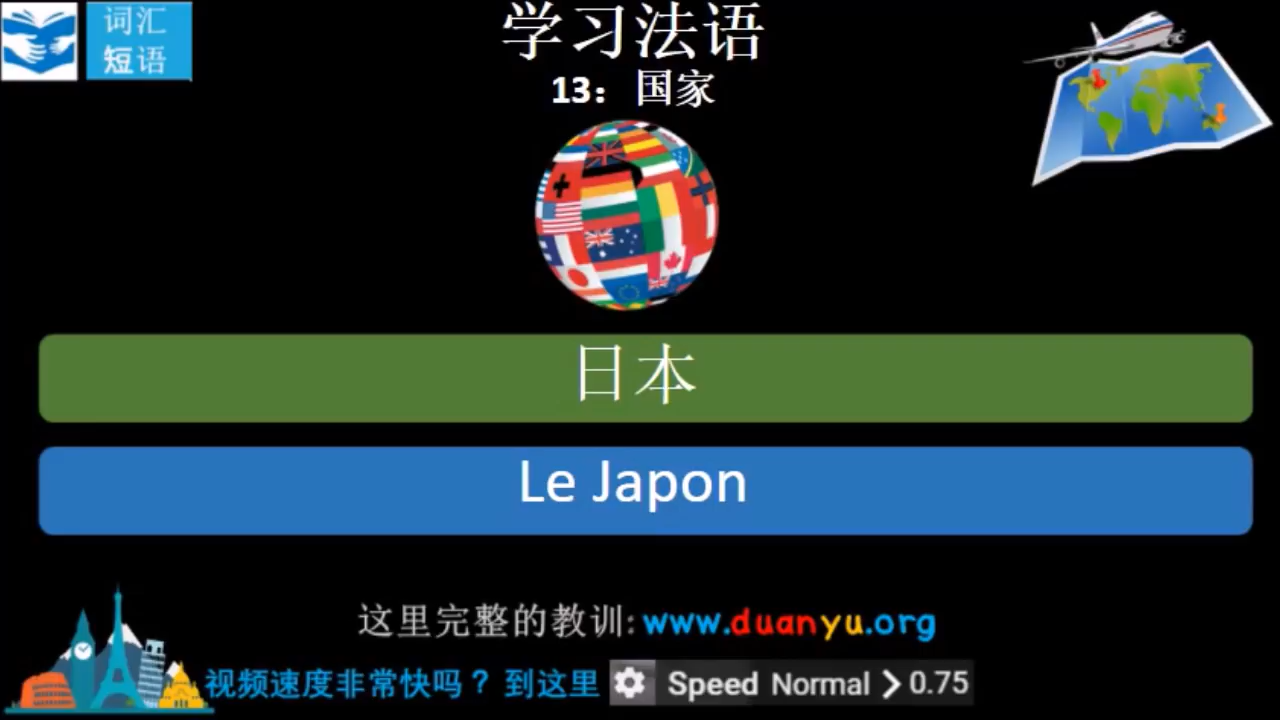 词汇
短语
学习法语
13：国家
日本
Le Japon
这里完整的教训: www.duanyu.org
视频速度非常快吗？到这里 Speed Normal > 0.75